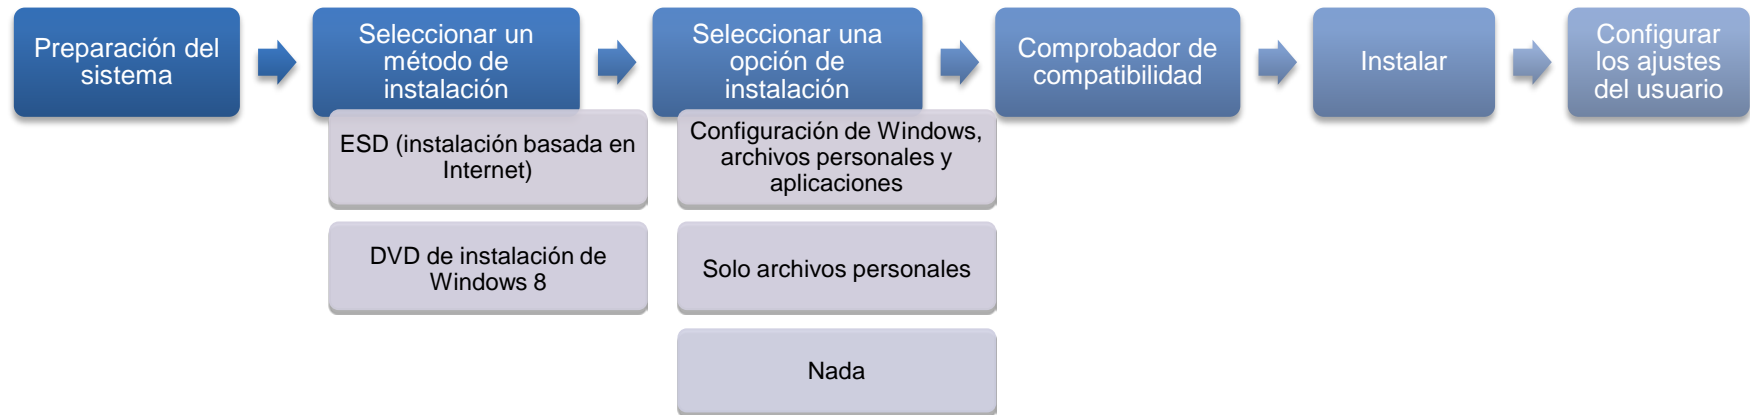 Preparación del
sistema
Seleccionar un
método de
instalación
ESD (instalación basada en
Internet)
DVD de instalación de
Windows 8
Seleccionar una
opción de
instalación
Configuración de Windows,
archivos personales y
aplicaciones
Solo archivos personales
Nada
Comprobador de
compatibilidad
Instalar
Configurar
los ajustes
del usuario